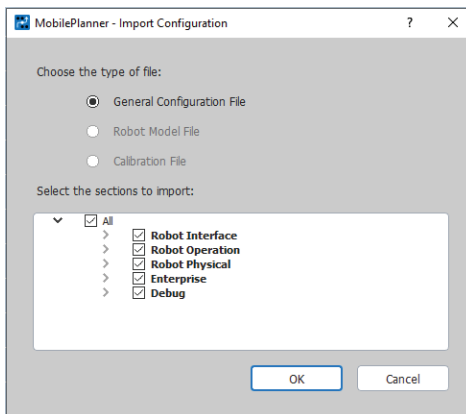 MobilePlanner - Import Configuration
Choose the type of file:
General Configuration File
Robot Model File
Calibration File
Select the sections to import:
All
Robot Interface
Robot Operation
Robot Physical
Enterprise
Debug
OK Cancel